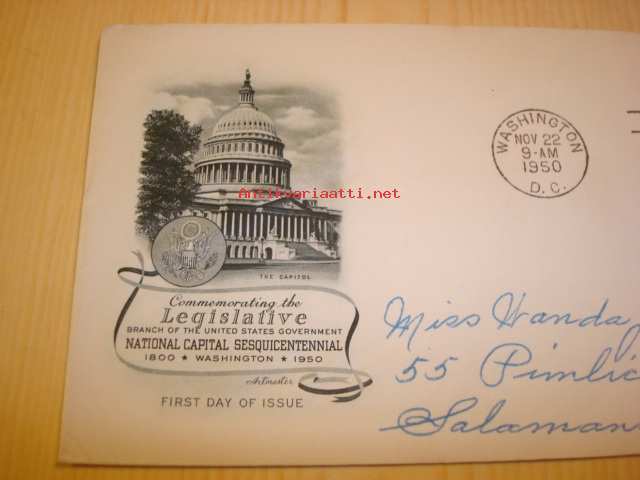 WASHINGTON
NOV 22
9-AM
1950
D. C.
Antikvariaatti.net
THE CAPITOL
Commemorating the
Legislative
BRANCH OF THE UNITED STATES GOVERNMENT
NATIONAL CAPITAL SESQUICENTENNIAL
1800 ★ WASHINGTON ★ 1950
Artmaster
FIRST DAY OF ISSUE
Miss Wanda
55 Pimlic
Salaman